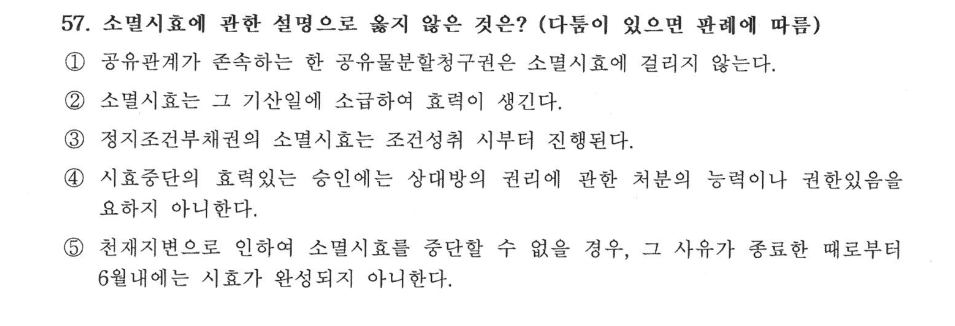 57. 소멸시효에 관한 설명으로 옳지 않은 것은? (다툼이 있으면 판례에 따름)
① 공유관계가 존속하는 한 공유물분할청구권은 소멸시효에 걸리지 않는다.
② 소멸시효는 그 기산일에 소급하여 효력이 생긴다.
③ 정지조건부채권의 소멸시효는 조건성취 시부터 진행된다.
④ 시효중단의 효력있는 승인에는 상대방의 권리에 관한 처분의 능력이나 권한있음을
요하지 아니한다.
⑤ 천재지변으로 인하여 소멸시효를 중단할 수 없을 경우, 그 사유가 종료한 때로부터
6월내에는 시효가 완성되지 아니한다.